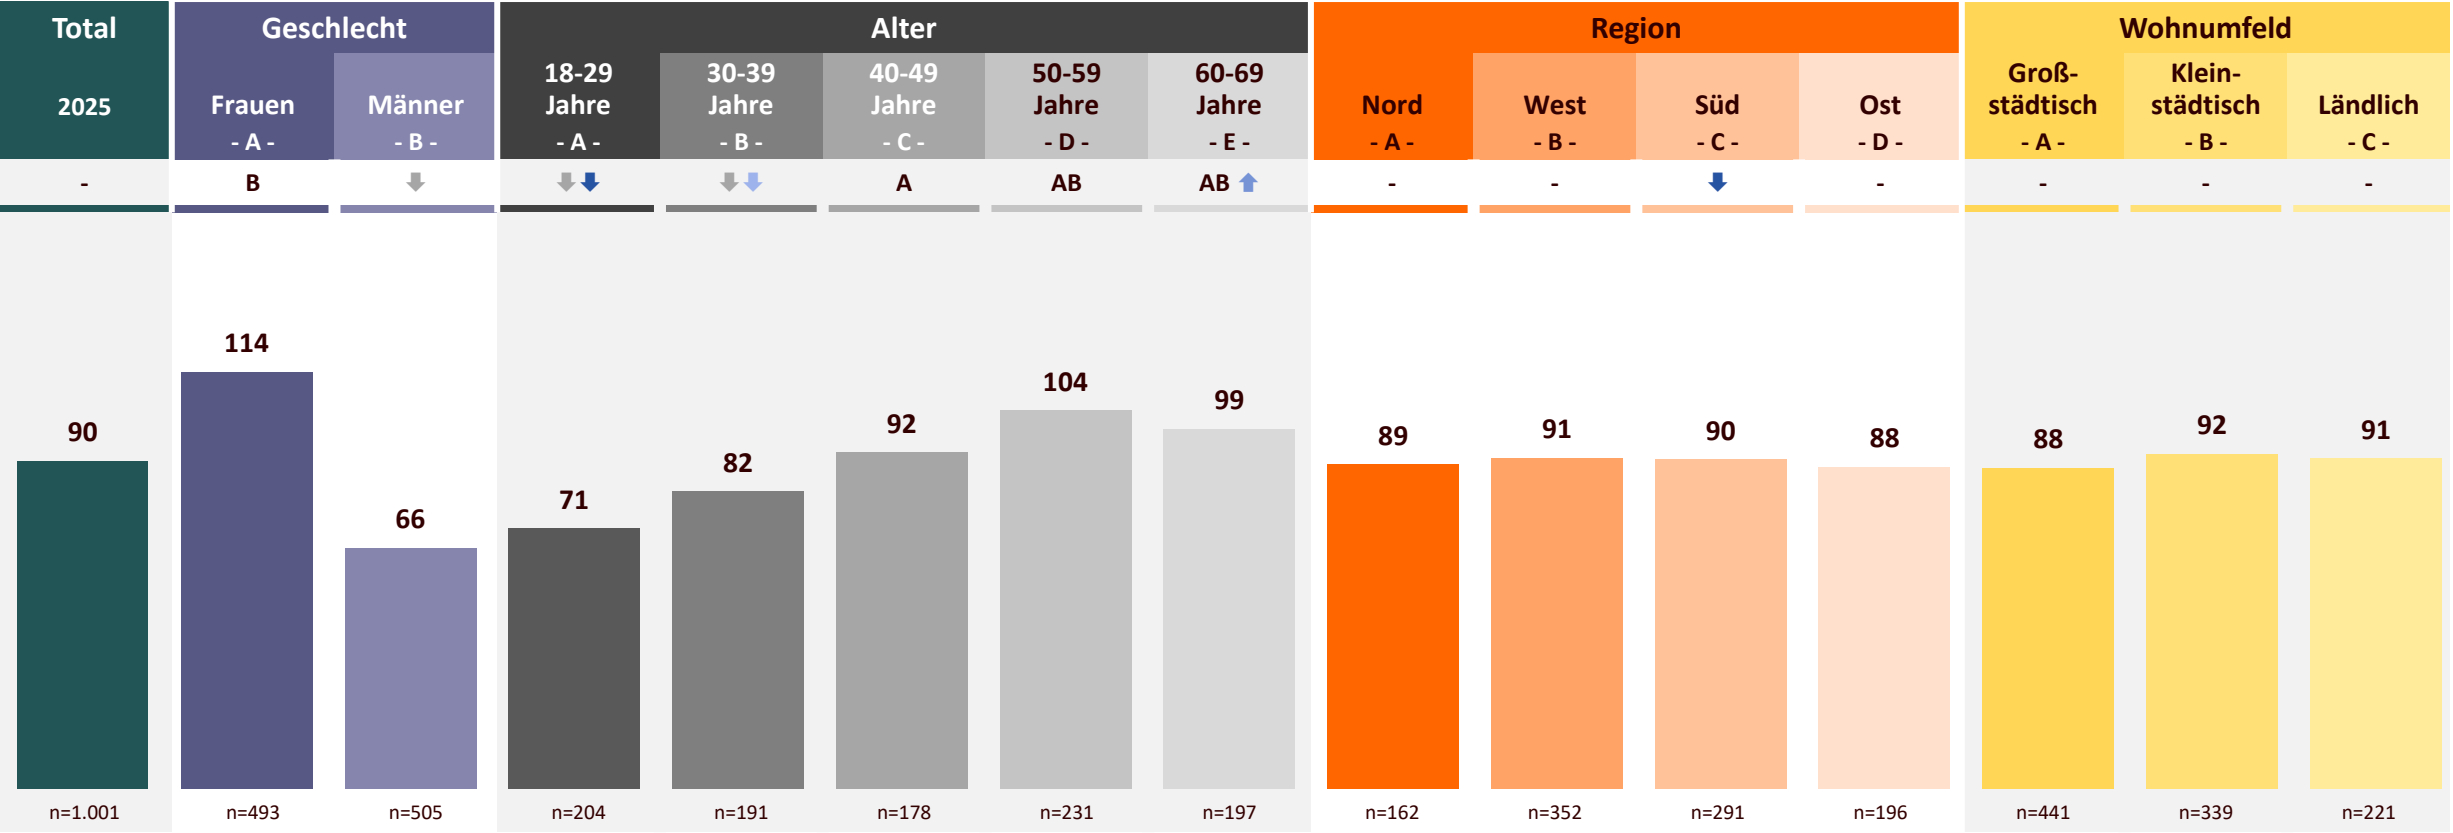 Total
Geschlecht
Alter
Region
Wohnumfeld
2025
Frauen
- A -
Männer
- B -
18-29
Jahre
- A -
30-39
Jahre
- B -
40-49
Jahre
- C -
50-59
Jahre
- D -
60-69
Jahre
- E -
Nord
- A -
West
- B -
Süd
- C -
Ost
- D -
Groß-
städtisch
- A -
Klein-
städtisch
- B -
Ländlich
- C -
-
B
A
AB
AB
-
-
-
-
-
-
90
114
66
71
82
92
104
99
89
91
90
88
88
92
91
n=1.001
n=493
n=505
n=204
n=191
n=178
n=231
n=197
n=162
n=352
n=291
n=196
n=441
n=339
n=221